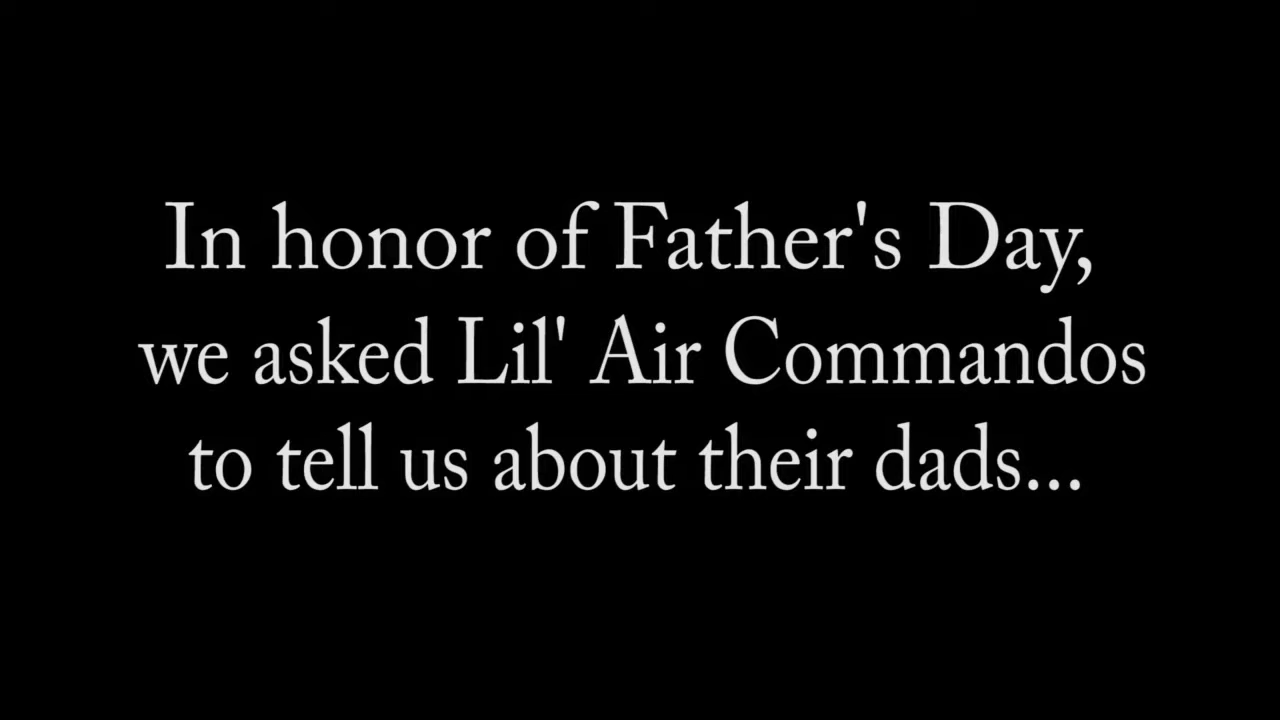 In honor of Father's Day,
we asked Lil' Air Commandos
to tell us about their dads...